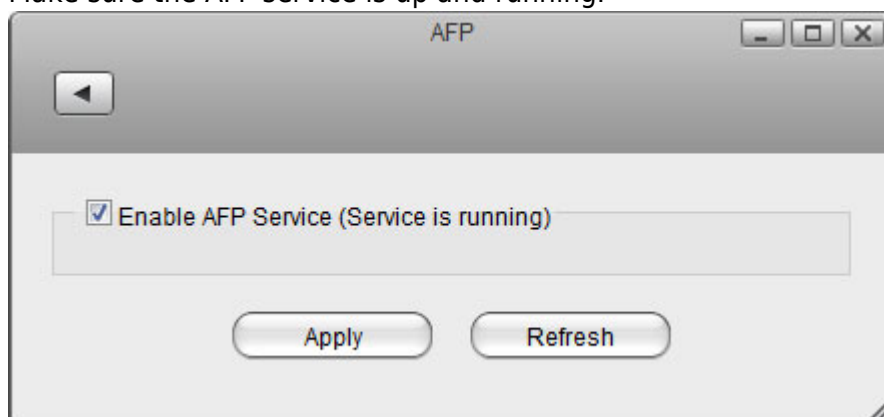 Make sure the AFP service is up and running.
AFP
Enable AFP Service (Service is running)
Apply
Refresh